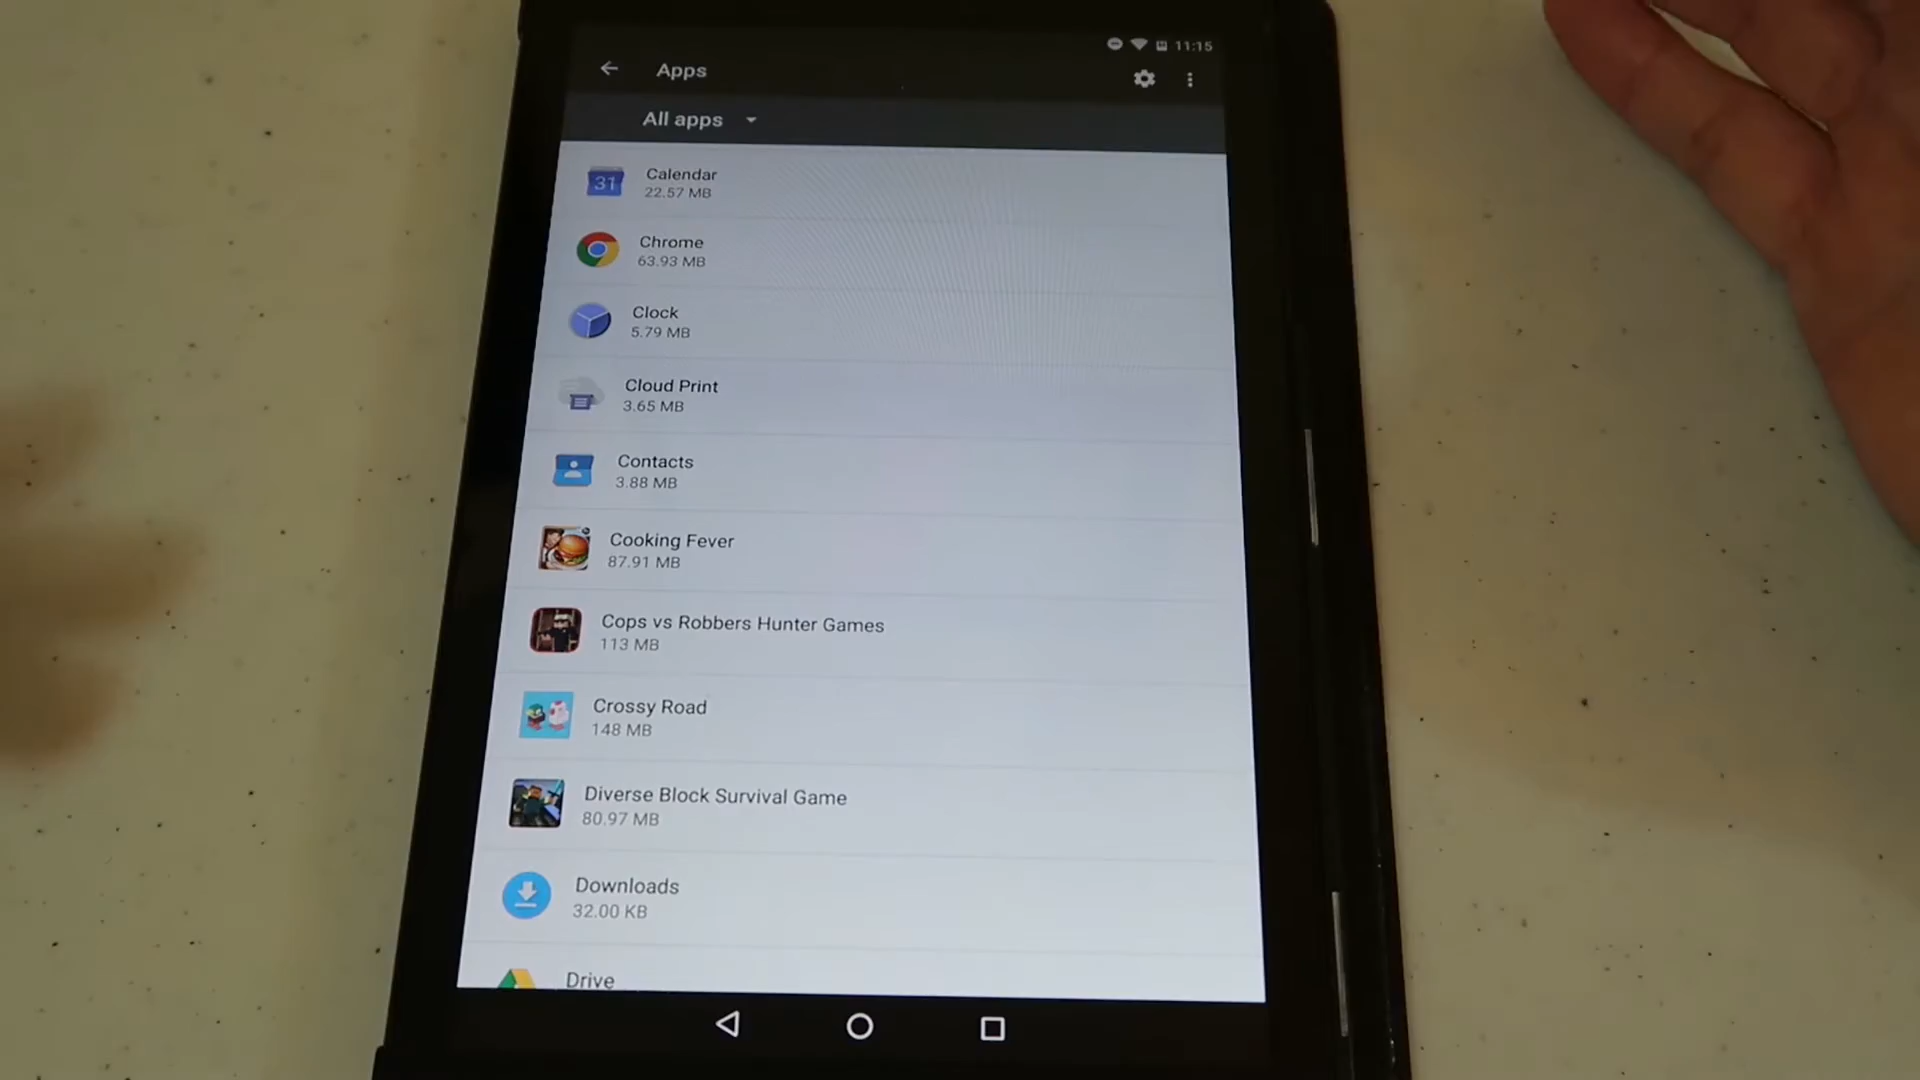 11:15
Apps
All apps
31
Calendar
22.57 MB
Chrome
63.93 MB
Clock
5.79 MB
Cloud Print
3.65 MB
Contacts
3.88 MB
Cooking Fever
87.91 MB
Cops vs Robbers Hunter Games
113 MB
Crossy Road
148 MB
Diverse Block Survival Game
80.97 MB
Downloads
32.00 KB
Drive